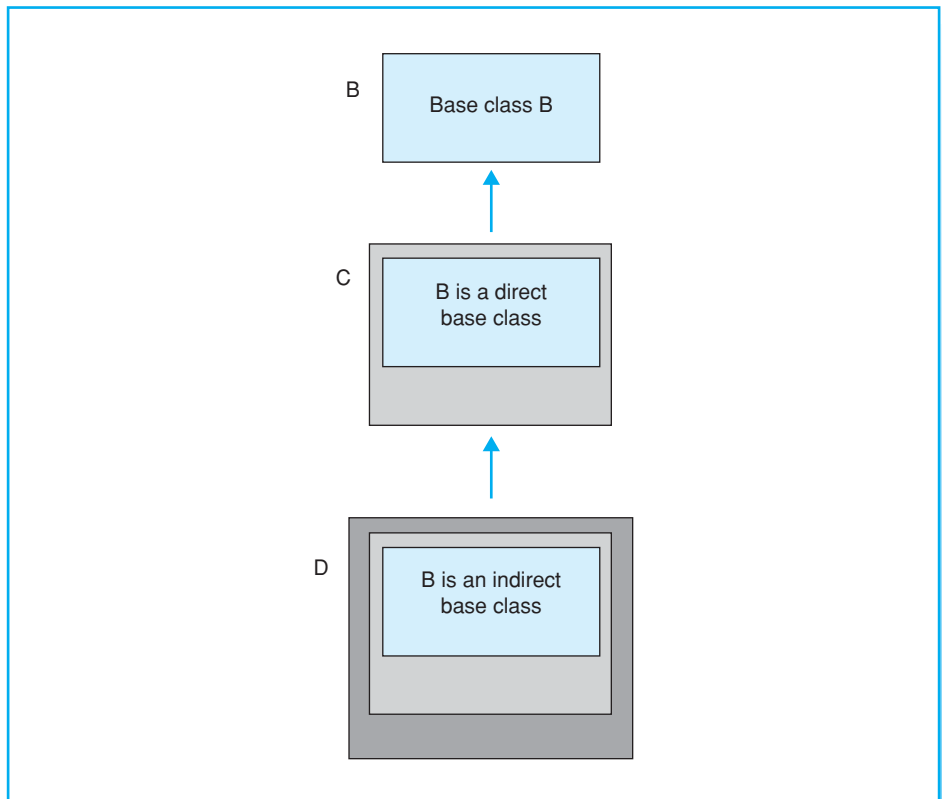 B
Base class B
C
B is a direct
base class
D
B is an indirect
base class